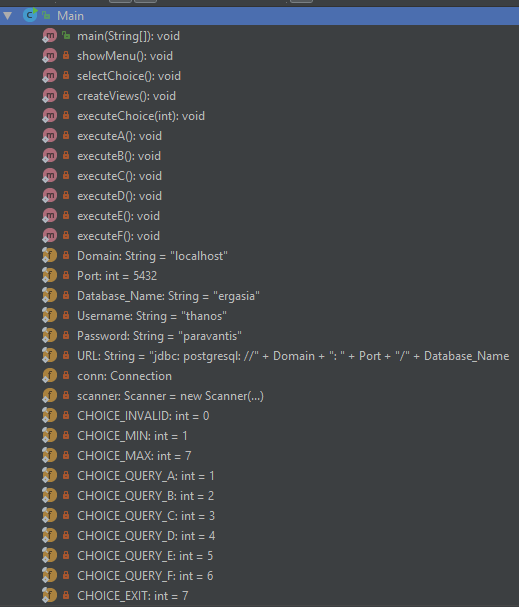 Main
main(String[]): void
showMenu(): void
selectChoice(): void
createViews(): void
executeChoice(int): void
executeA(): void
executeB(): void
executeC(): void
executeD(): void
executeE(): void
executeF(): void
Domain: String = "localhost"
Port: int = 5432
Database_Name: String = "ergasia"
Username: String = "thanos"
Password: String = "paravantis"
URL: String = "jdbc: postgresql: //" + Domain + ": " + Port + "/" + Database_Name
conn: Connection
scanner: Scanner = new Scanner(...)
CHOICE_INVALID: int = 0
CHOICE_MIN: int = 1
CHOICE_MAX: int = 7
CHOICE_QUERY_A: int = 1
CHOICE_QUERY_B: int = 2
CHOICE_QUERY_C: int = 3
CHOICE_QUERY_D: int = 4
CHOICE_QUERY_E: int = 5
CHOICE_QUERY_F: int = 6
CHOICE_EXIT: int = 7